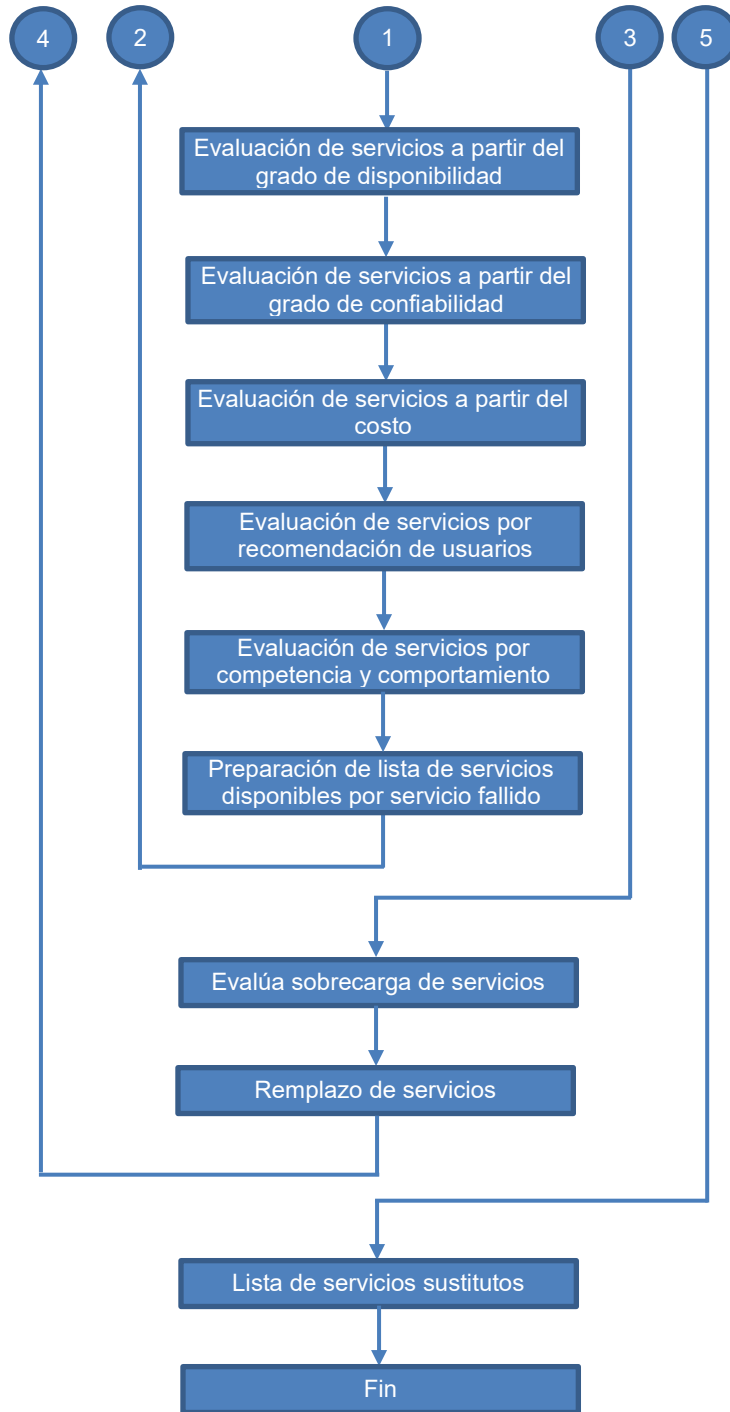 4
2
1
3
5
Evaluación de servicios a partir del
grado de disponibilidad
Evaluación de servicios a partir del
grado de confiabilidad
Evaluación de servicios a partir del
costo
Evaluación de servicios por
recomendación de usuarios
Evaluación de servicios por
competencia y comportamiento
Preparación de lista de servicios
disponibles por servicio fallido
Evalúa sobrecarga de servicios
Remplazo de servicios
Lista de servicios sustitutos
Fin